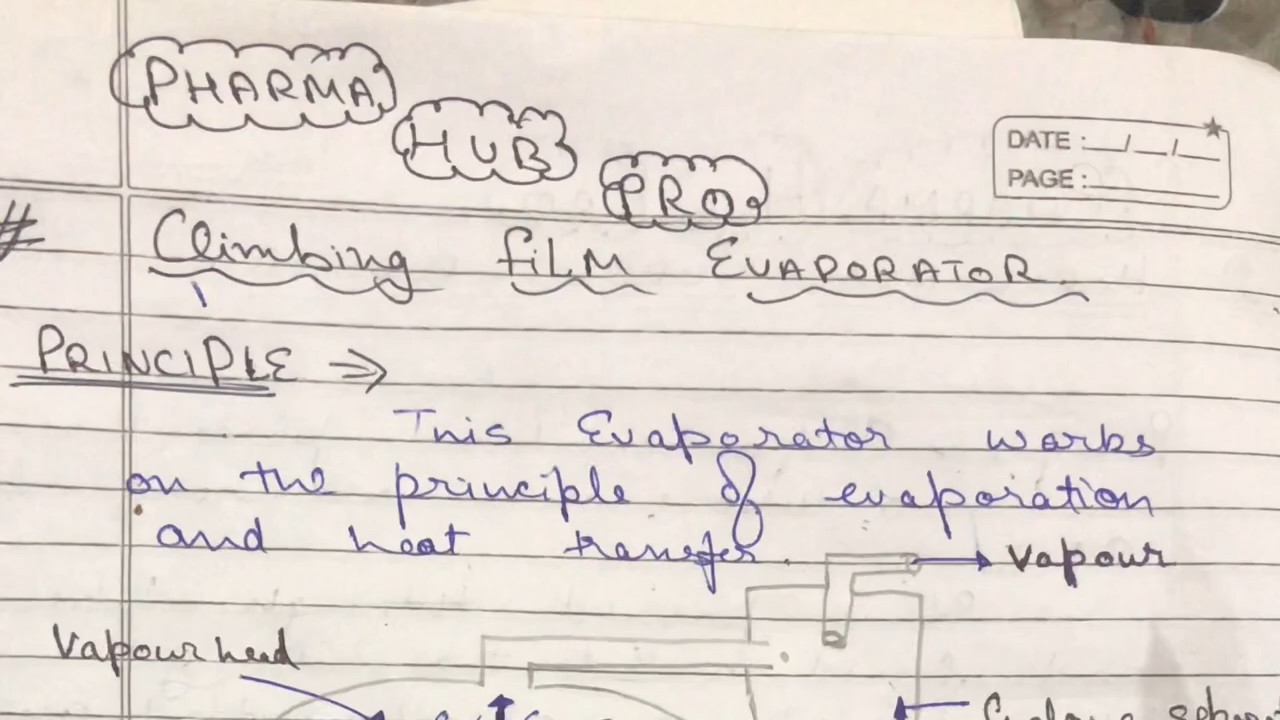 PHARMA
HUB
PRO
DATE : __/__/__
PAGE :
# Climbing fiLM EVAPORATOR
PRINCIPLE ⇒
This Evaporator works
on the principle of evaporation
and heat transfer.
Vapour
Vapour head